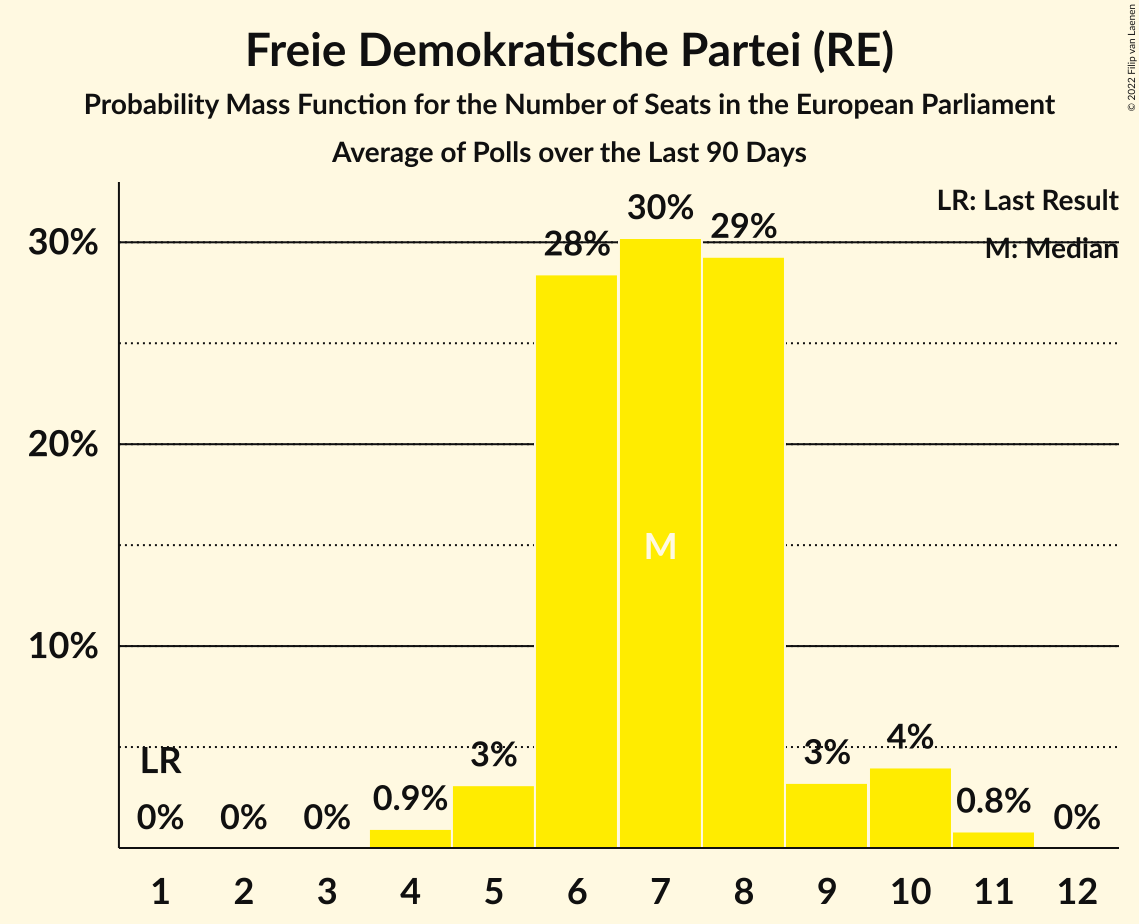 Freie Demokratische Partei (RE)
Probability Mass Function for the Number of Seats in the European Parliament
Average of Polls over the Last 90 Days
© 2022 Filip van Laenen
LR: Last Result
M: Median
30%
20%
10%
LR
0%
0%
0%
0.9%
3%
28%
30%
29%
3%
4%
0.8%
0%
M
1 2 3 4 5 6 7 8 9 10 11 12